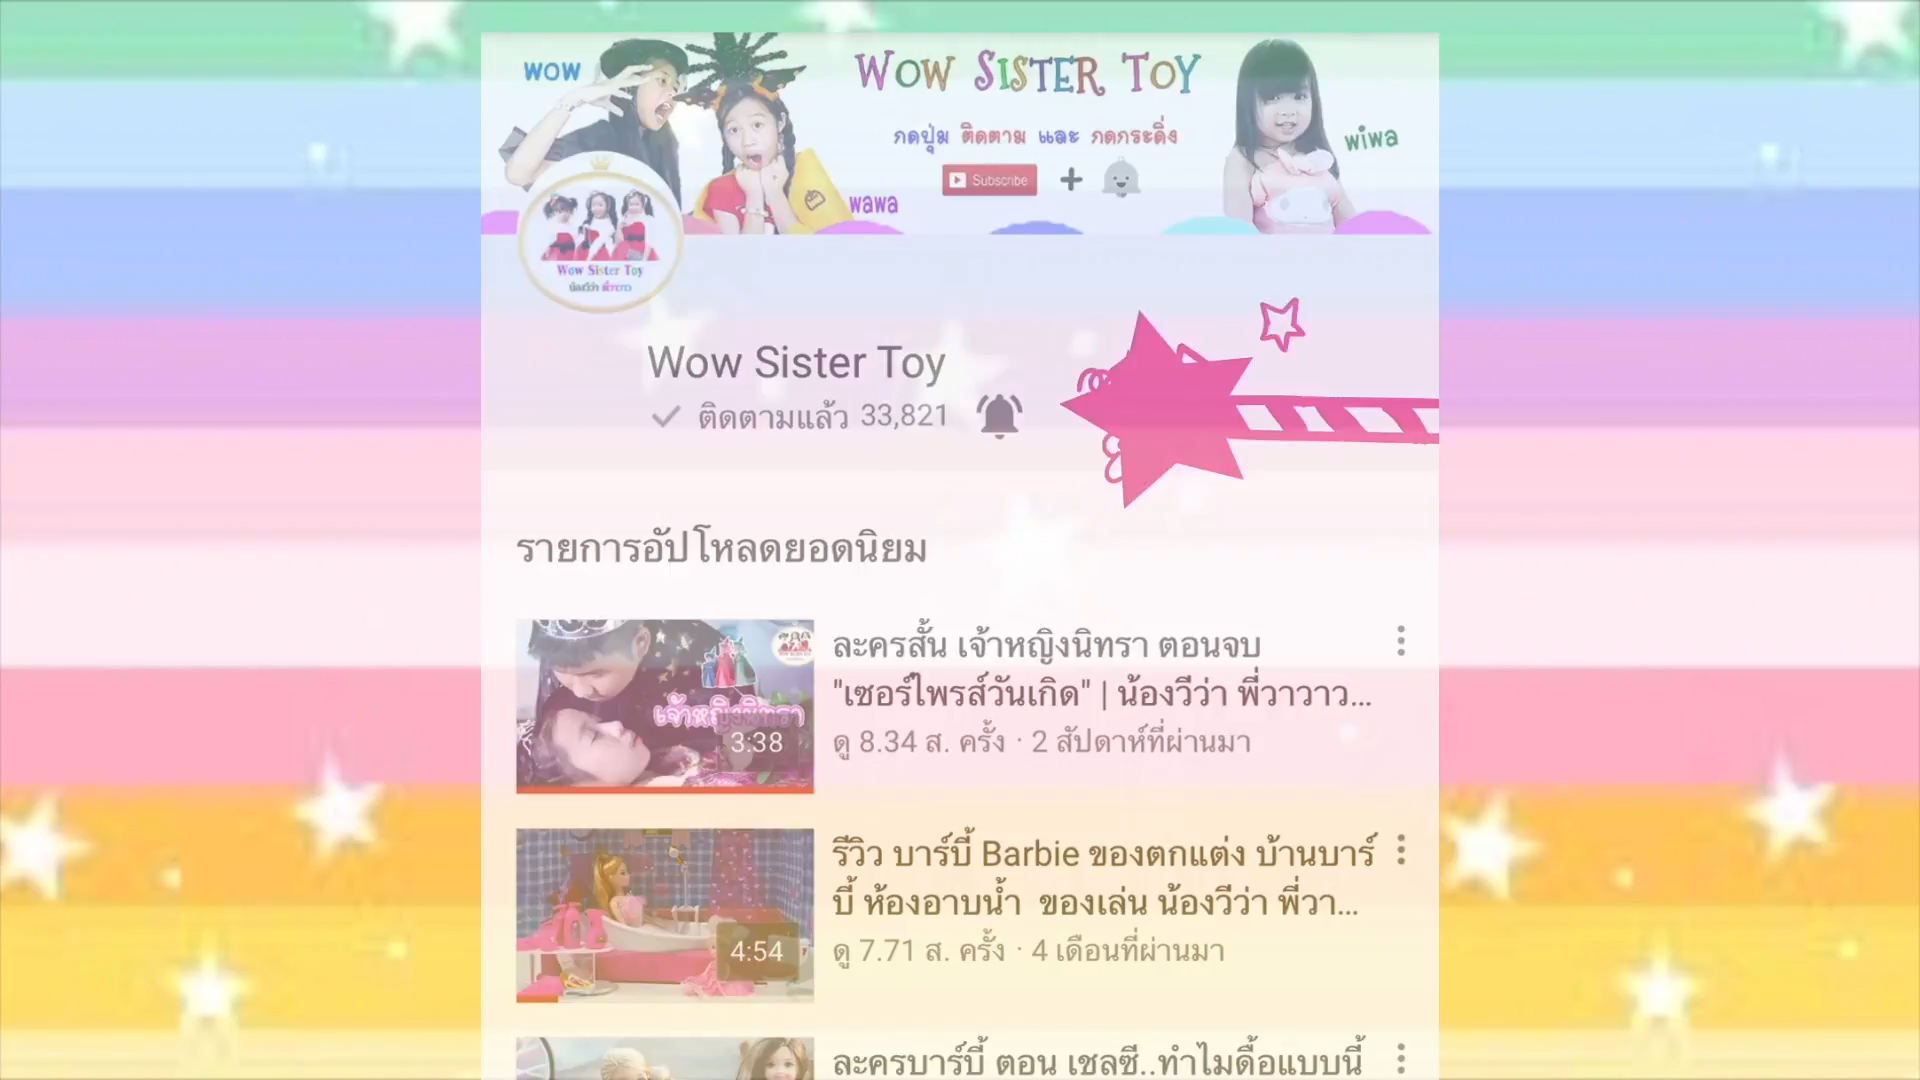 wow
WOW SISTER TOY
กดปุ่ม ติดตาม และ กดกระดิ่ง
wiwa
Subscribe +
wawa
Wow Sister Toy
น้องวีว่า พี่วาวาว
Wow Sister Toy
ติดตามแล้ว 33,821
รายการอัปโหลดยอดนิยม
เจ้าหญิงนิทรา
3:38
ละครสั้น เจ้าหญิงนิทรา ตอนจบ
"เซอร์ไพรส์วันเกิด" | น้องวีว่า พี่วาวาว...
ดู 8.34 ส. ครั้ง · 2 สัปดาห์ที่ผ่านมา
4:54
รีวิว บาร์บี้ Barbie ของตกแต่ง บ้านบาร์
บี้ ห้องอาบน้ำ ของเล่น น้องวีว่า พี่วา...
ดู 7.71 ส. ครั้ง · 4 เดือนที่ผ่านมา
ละครบาร์บี้ ตอน เชลซี..ทำไมดื้อแบบนี้